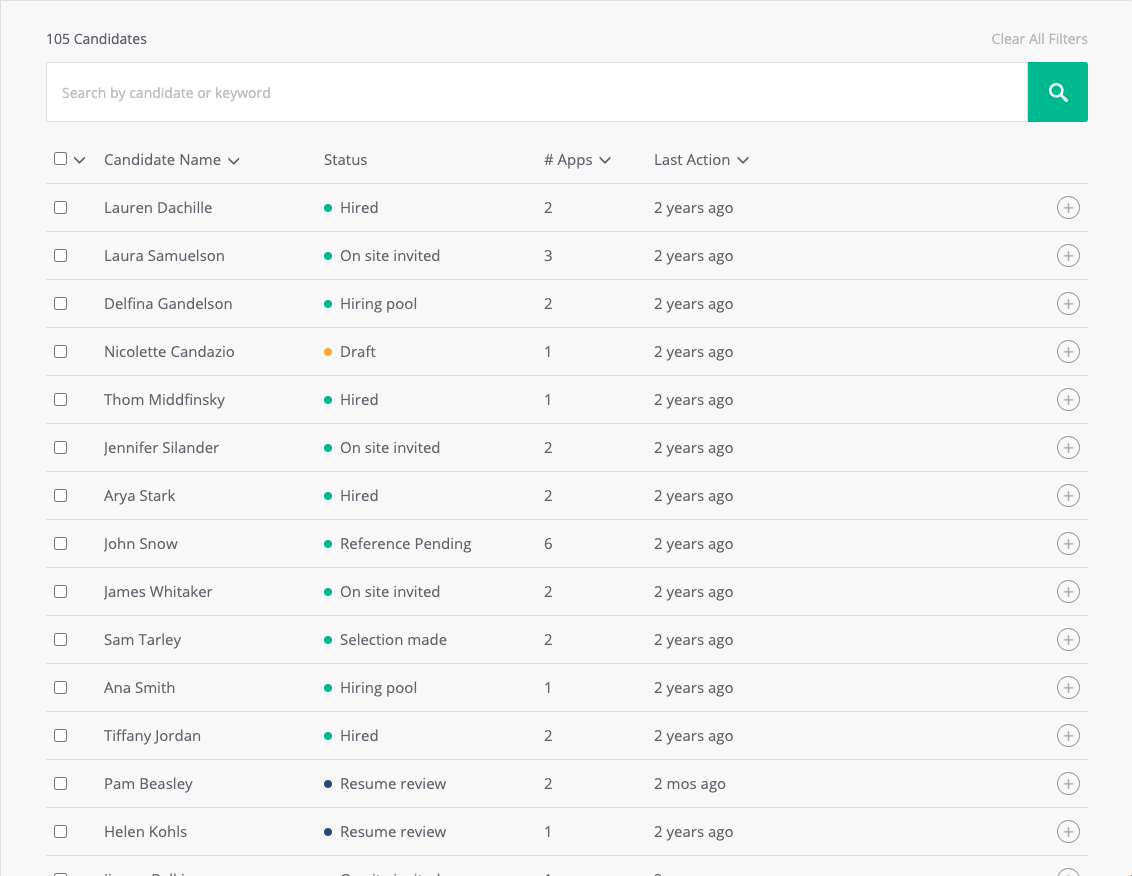 105 Candidates Clear All Filters
Search by candidate or keyword
Candidate Name Status # Apps Last Action
Lauren Dachille Hired 2 2 years ago
Laura Samuelson On site invited 3 2 years ago
Delfina Gandelson Hiring pool 2 2 years ago
Nicolette Candazio Draft 1 2 years ago
Thom Middfinsky Hired 1 2 years ago
Jennifer Silander On site invited 2 2 years ago
Arya Stark Hired 2 2 years ago
John Snow Reference Pending 6 2 years ago
James Whitaker On site invited 2 2 years ago
Sam Tarley Selection made 2 2 years ago
Ana Smith Hiring pool 1 2 years ago
Tiffany Jordan Hired 2 2 years ago
Pam Beasley Resume review 2 2 mos ago
Helen Kohls Resume review 1 2 years ago